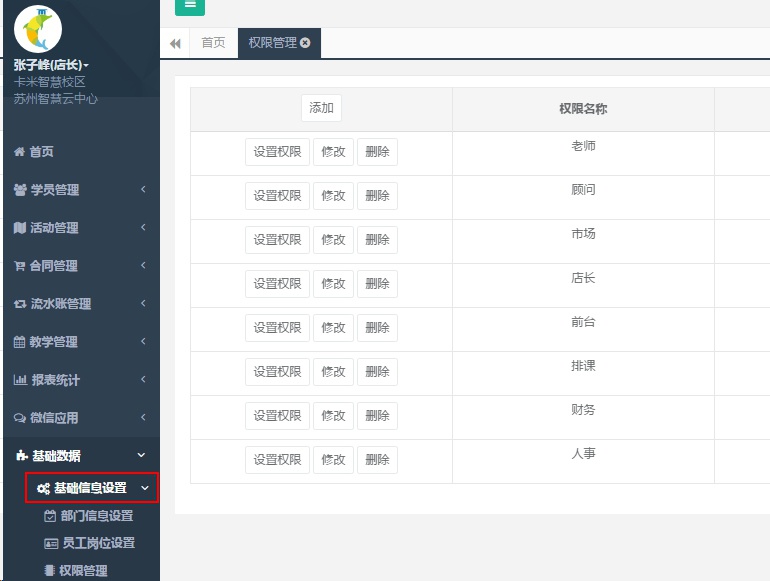 张子峰(店长)
卡米智慧校区
苏州智慧云中心
首页
学员管理
活动管理
合同管理
流水账管理
教学管理
报表统计
微信应用
基础数据
基础信息设置
部门信息设置
员工岗位设置
权限管理
首页 权限管理
添加 权限名称
设置权限 修改 删除 老师
设置权限 修改 删除 顾问
设置权限 修改 删除 市场
设置权限 修改 删除 店长
设置权限 修改 删除 前台
设置权限 修改 删除 排课
设置权限 修改 删除 财务
设置权限 修改 删除 人事